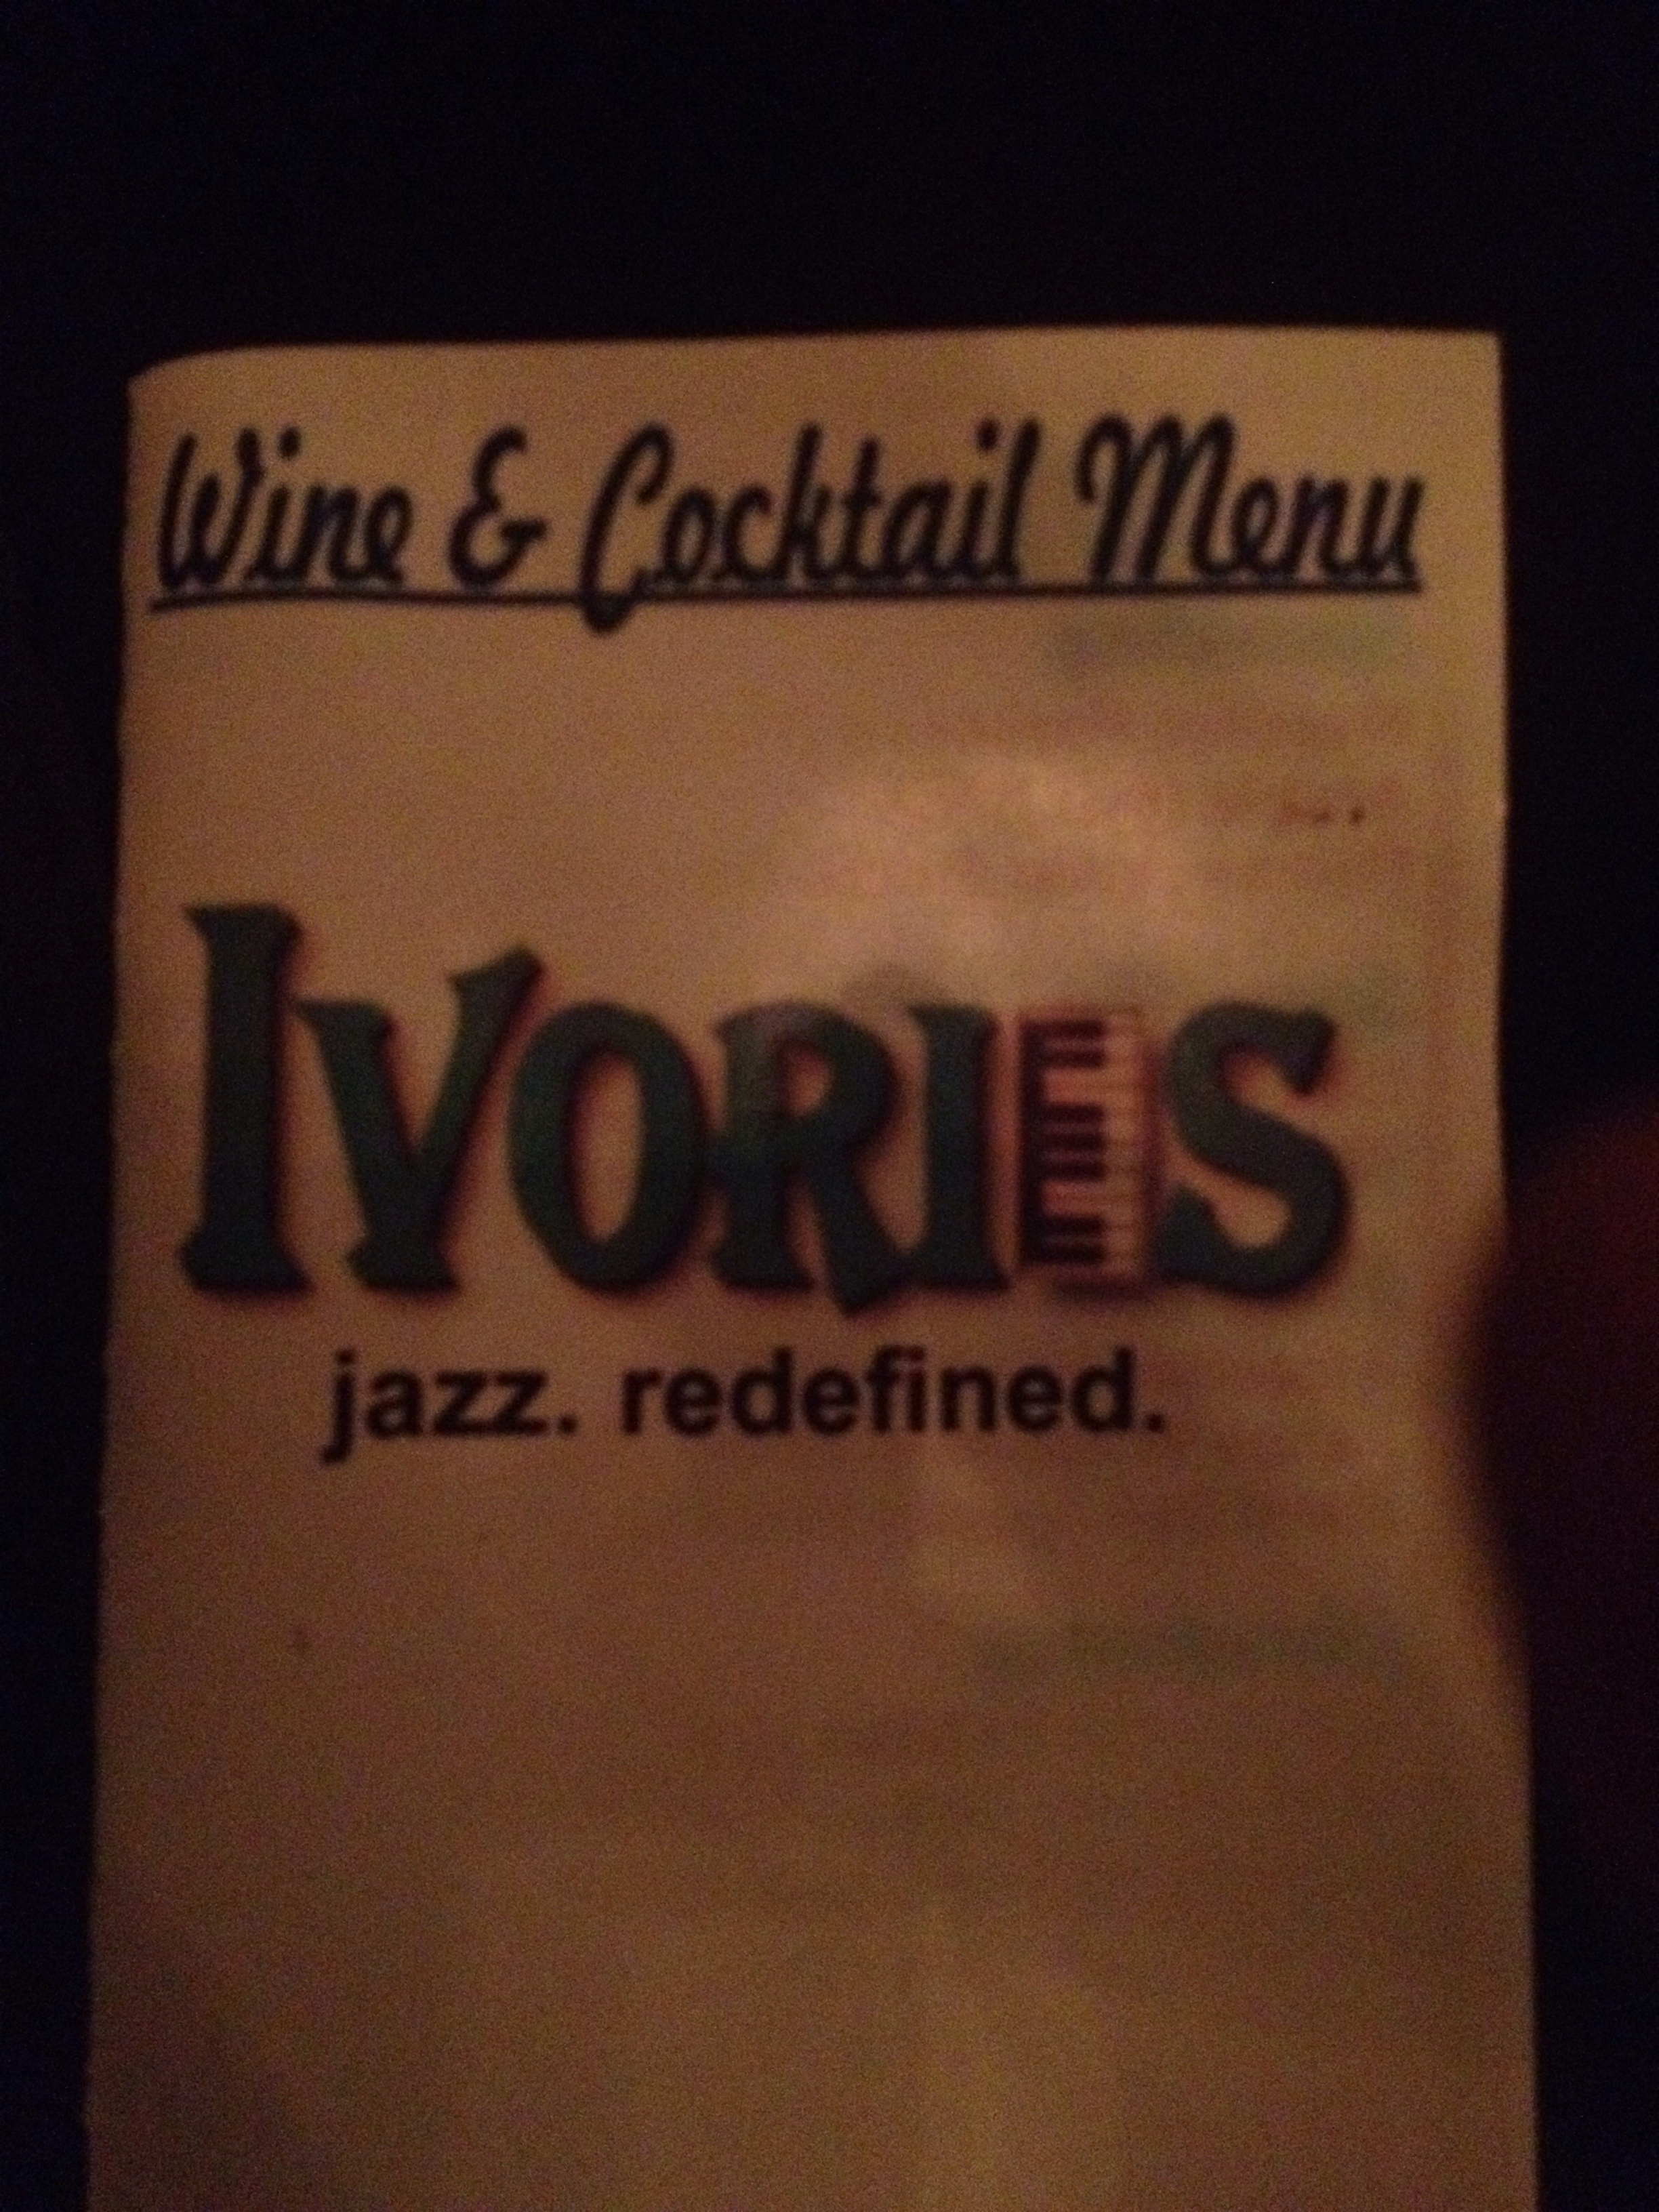 Wine & Cocktail Menu
IVORIES
jazz. redefined.